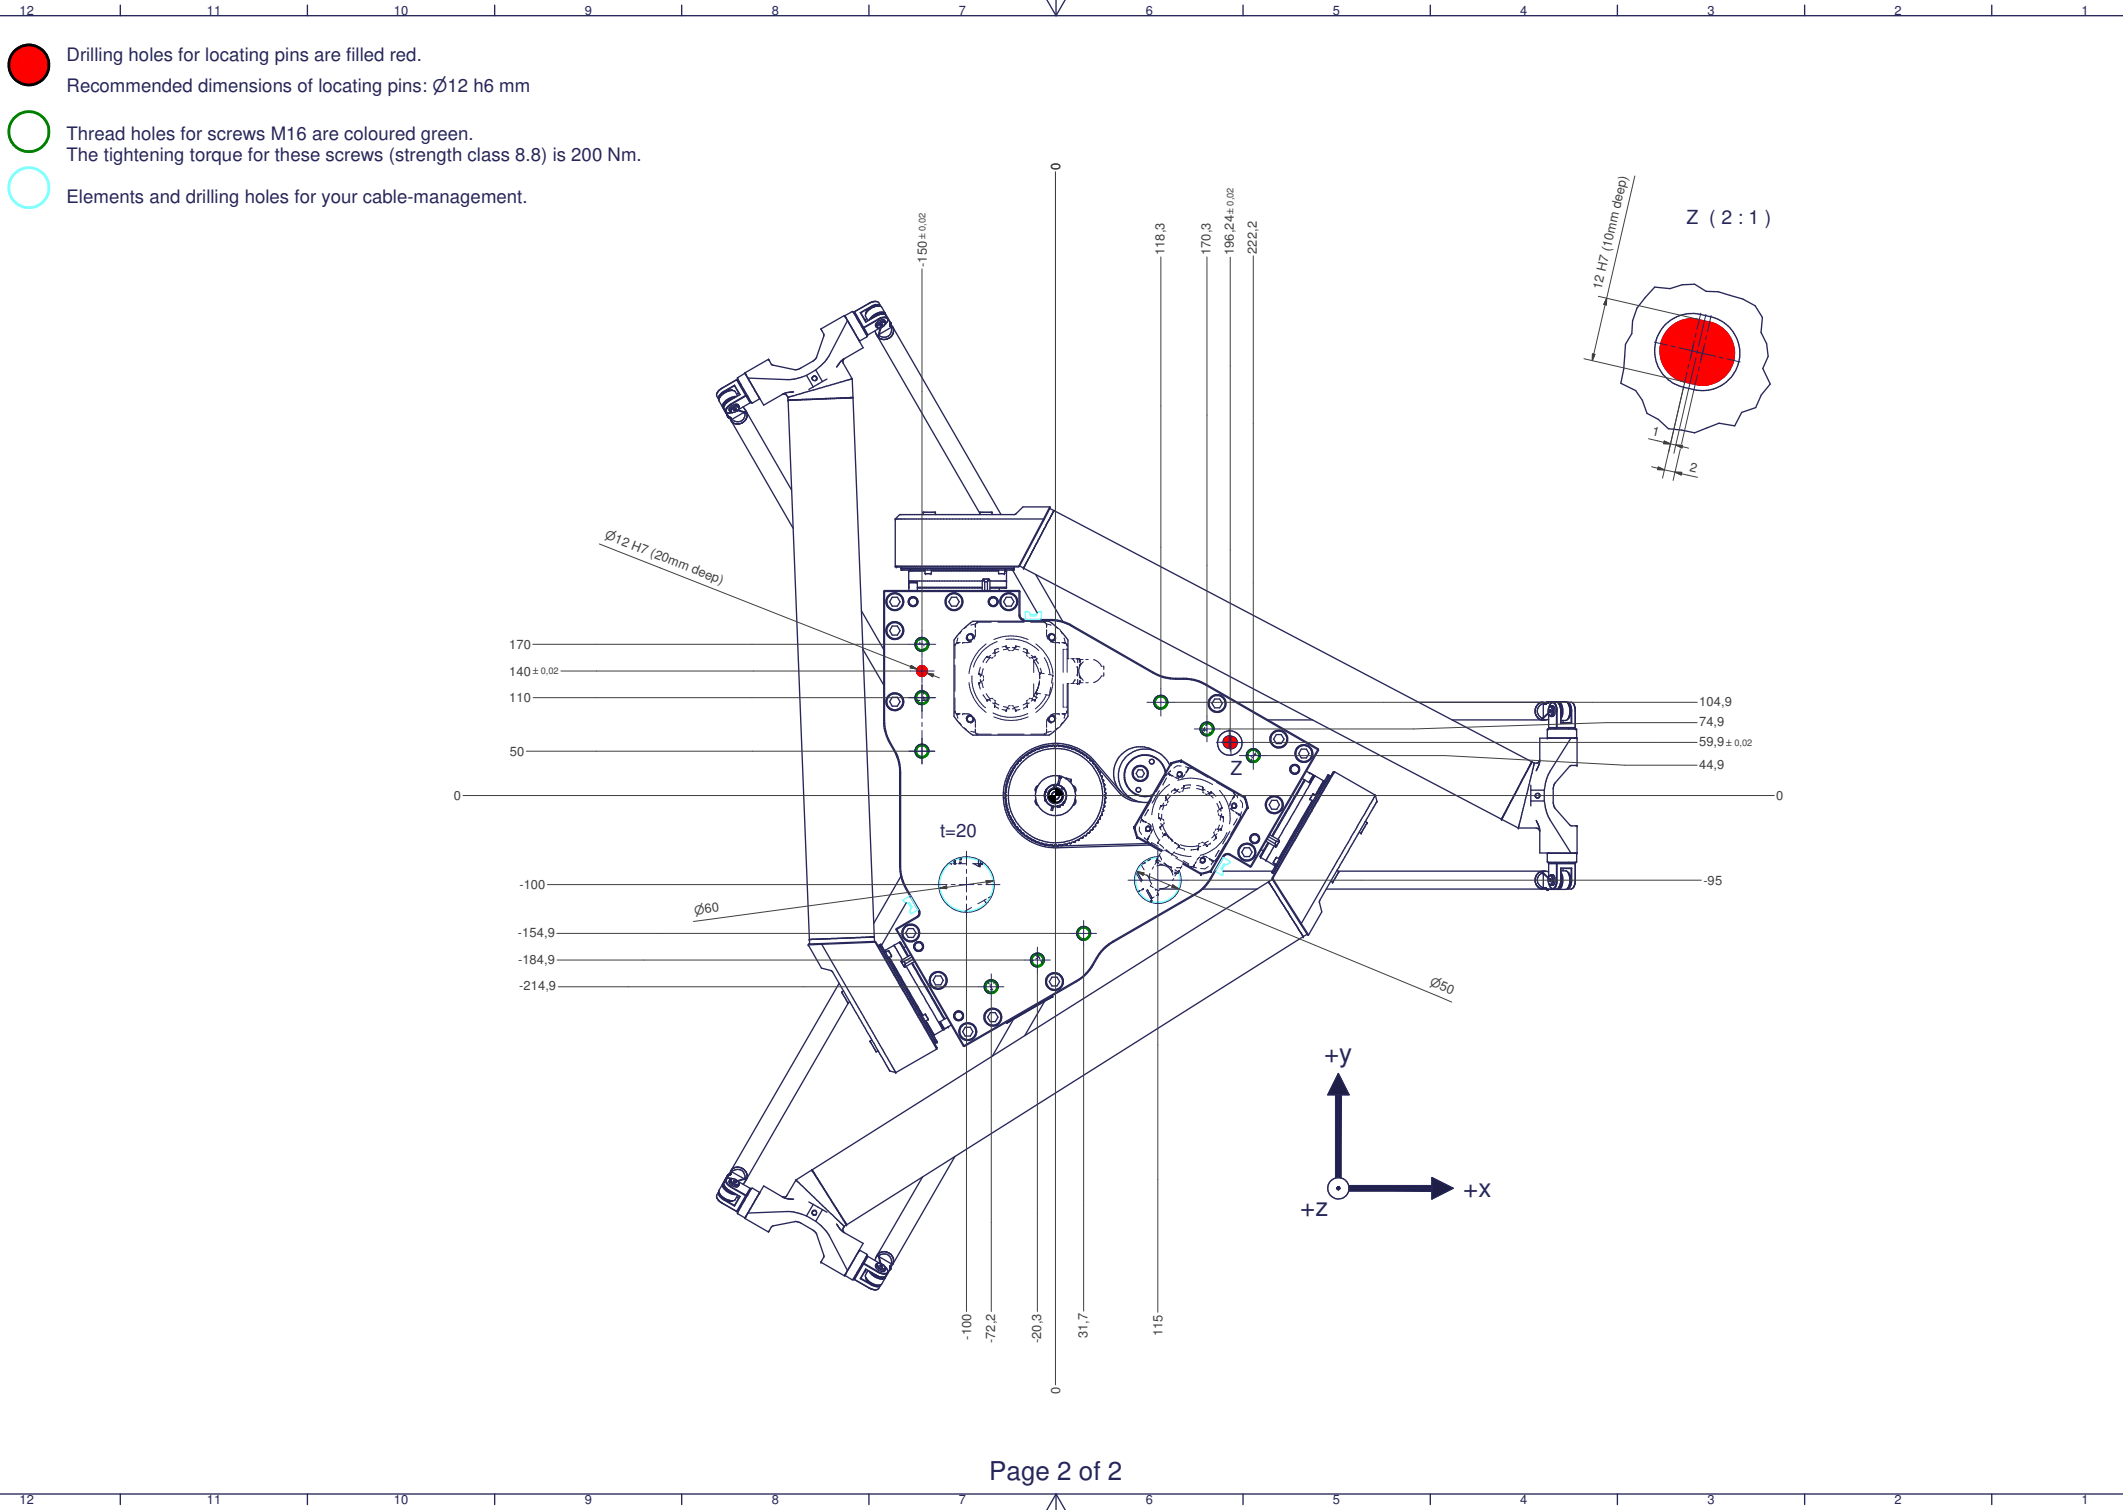 12 11 10 9 8 7 6 5 4 3 2 1
Drilling holes for locating pins are filled red.
Recommended dimensions of locating pins: Ø12 h6 mm
Thread holes for screws M16 are coloured green.
The tightening torque for these screws (strength class 8.8) is 200 Nm.
Elements and drilling holes for your cable-management.
0
-150±0,02
118,3
170,3
196,24±0,02
222,2
12 H7 (10mm deep)
Z ( 2 : 1 )
1
2
Ø12 H7 (20mm deep)
170
140±0,02
110
50
0
104,9
74,9
59,9±0,02
44,9
0
Z
t=20
-100
Ø60
-95
-154,9
-184,9
-214,9
Ø50
+y
+x
+z
-100
-72,2
-20,3
31,7
115
0
Page 2 of 2
12 11 10 9 8 7 6 5 4 3 2 1